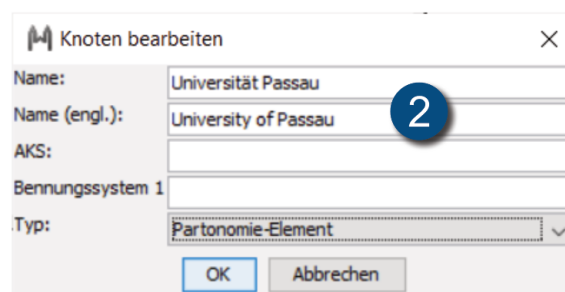 Knoten bearbeiten
Name: Universität Passau
Name (engl.): University of Passau
2
AKS:
Bennungssystem 1
Typ: Partonomie-Element
OK Abbrechen